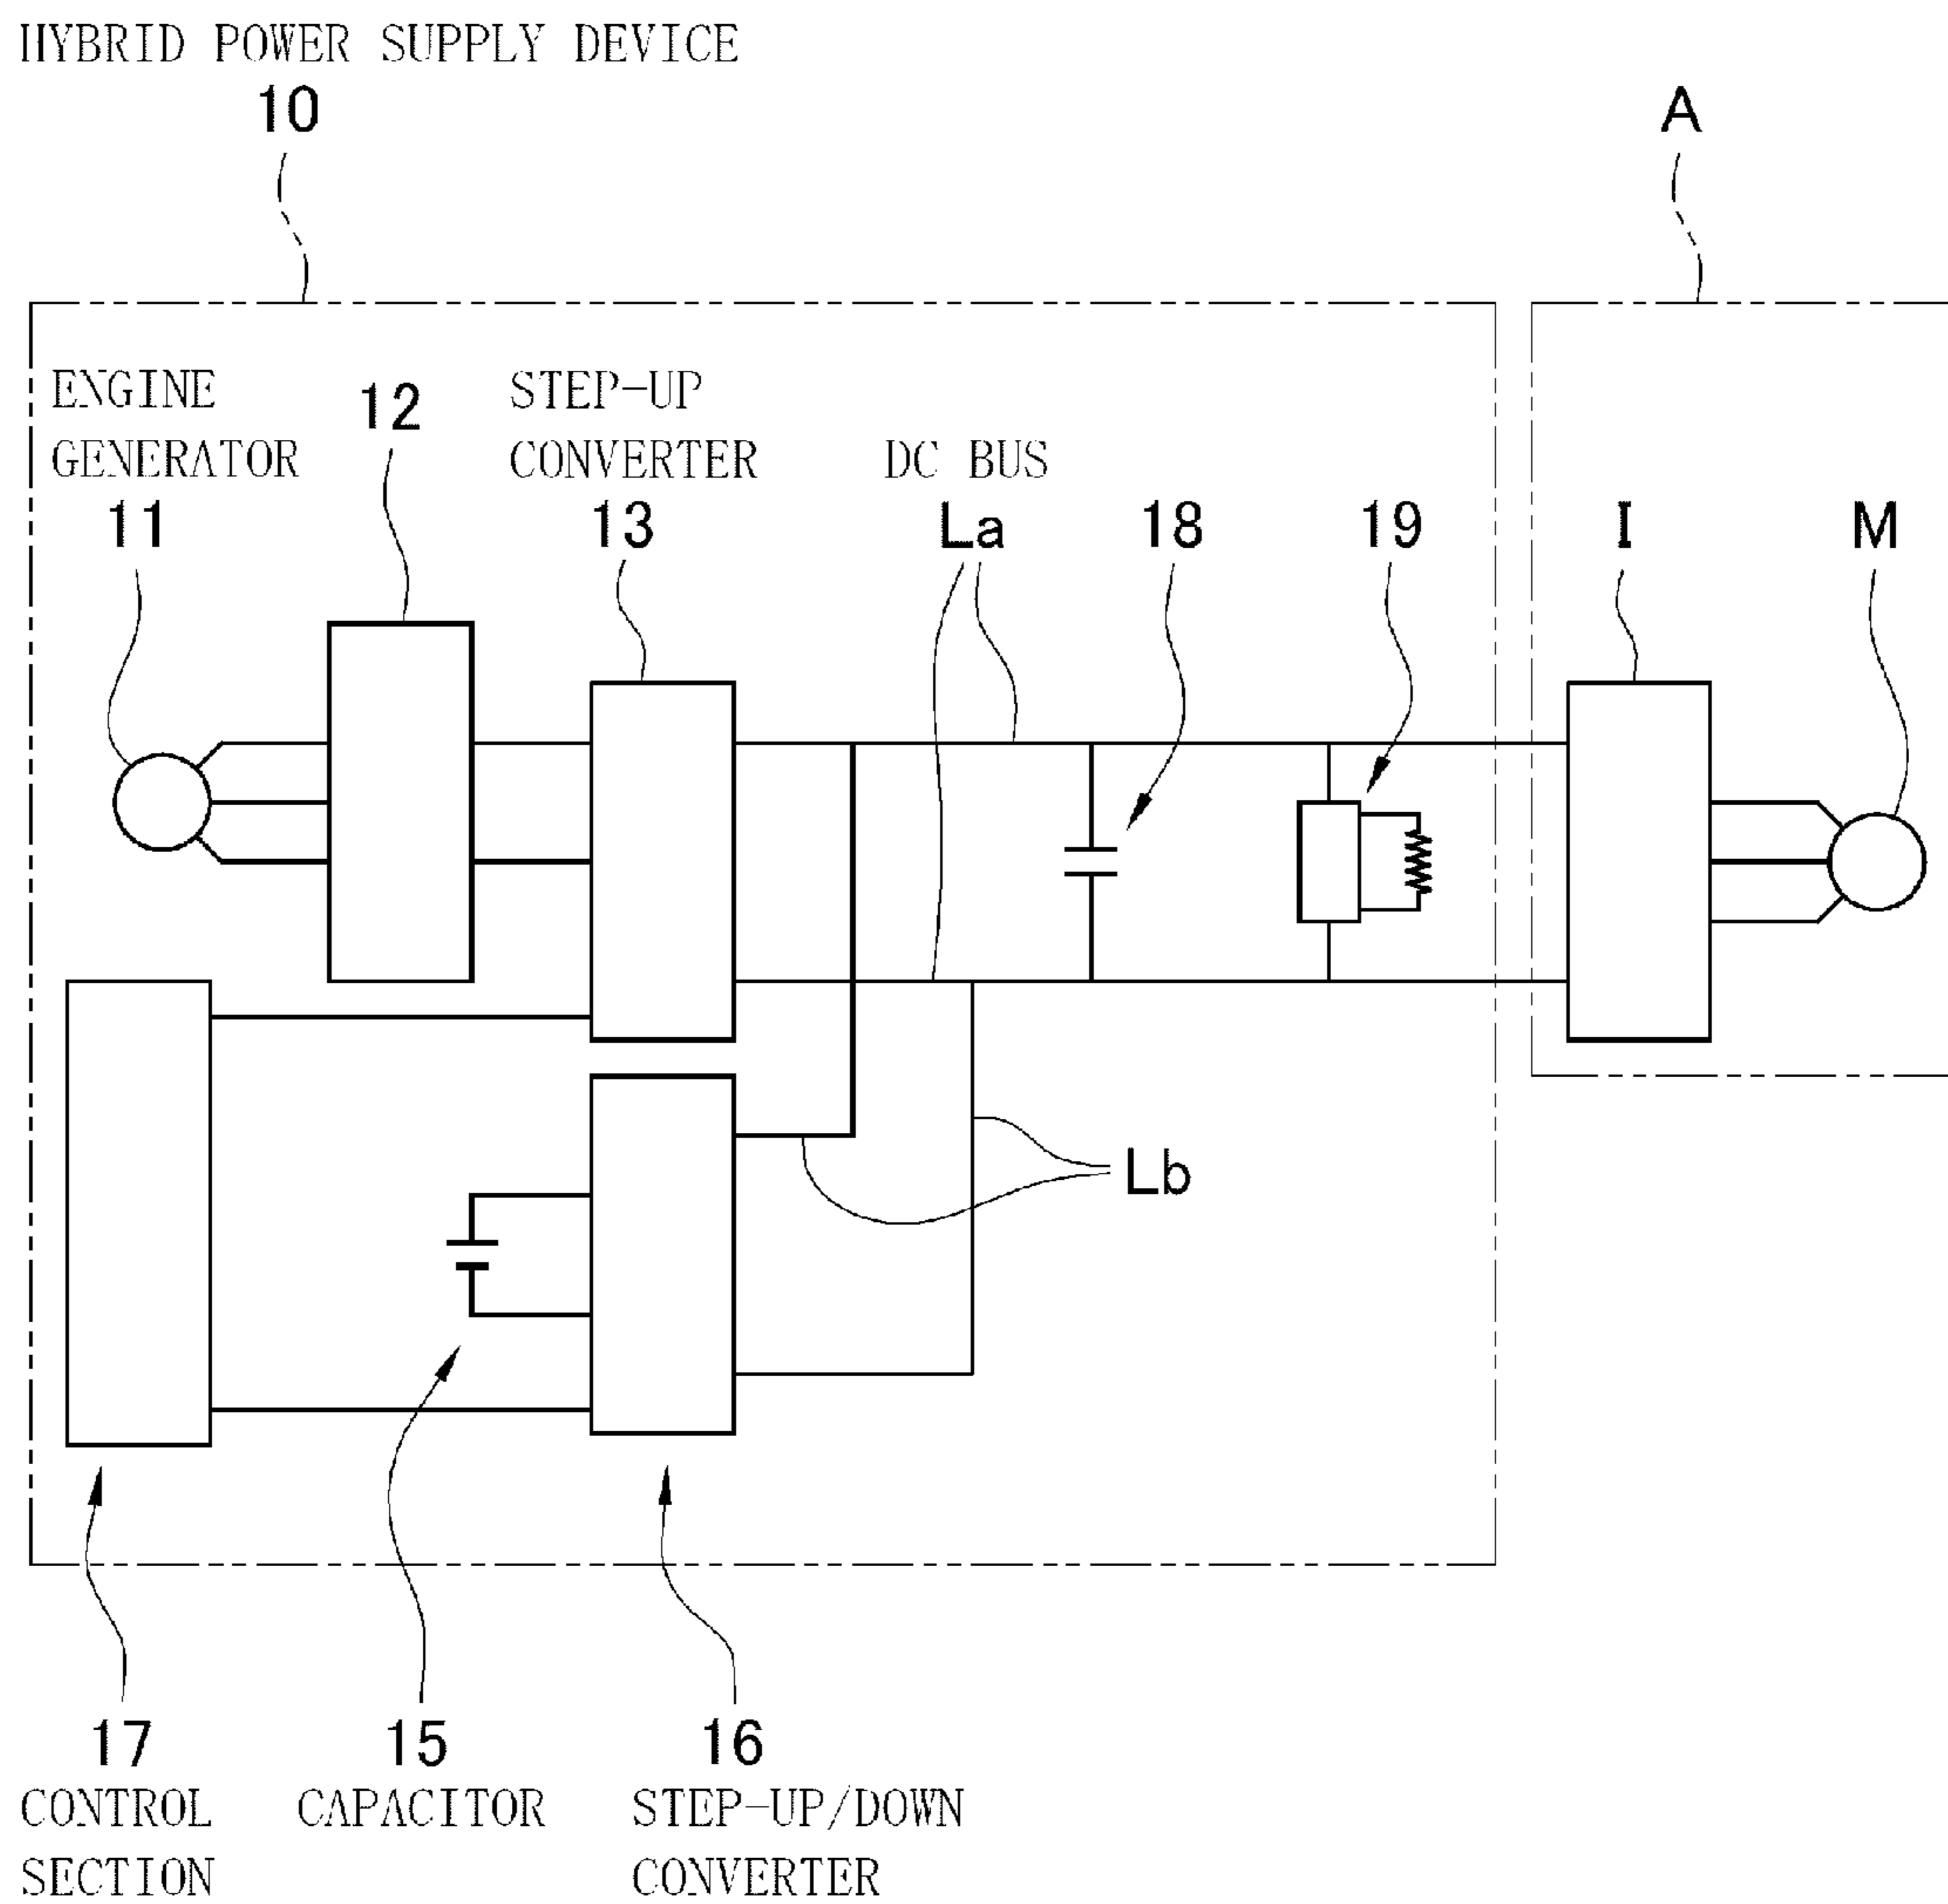 HYBRID POWER SUPPLY DEVICE
10
A
ENGINE
GENERATOR
11
12
STEP-UP
CONVERTER
13
DC BUS
La
18
19
I
M
Lb
17
CONTROL
SECTION
15
CAPACITOR
16
STEP-UP/DOWN
CONVERTER